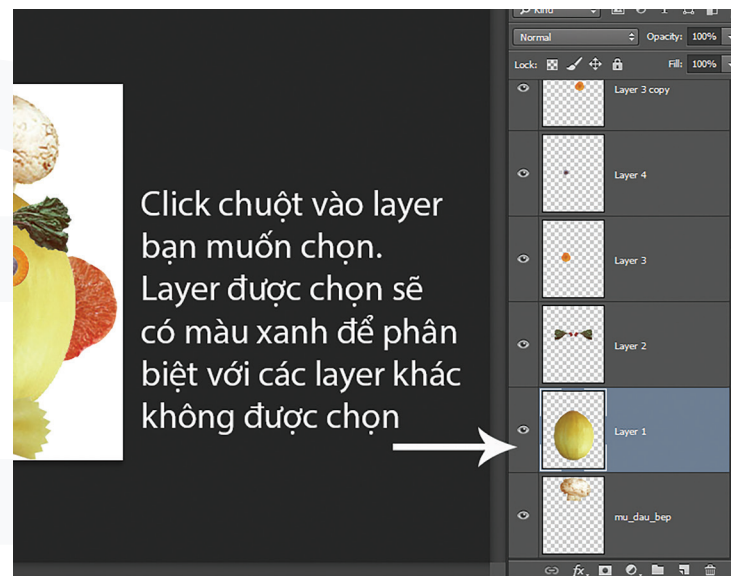 Kind
Normal
Opacity: 100%
Lock:
Fill: 100%
Layer 3 copy
Layer 4
Layer 3
Layer 2
Layer 1
mu_dau_bep
fx
Click chuột vào layer
bạn muốn chọn.
Layer được chọn sẽ
có màu xanh để phân
biệt với các layer khác
không được chọn